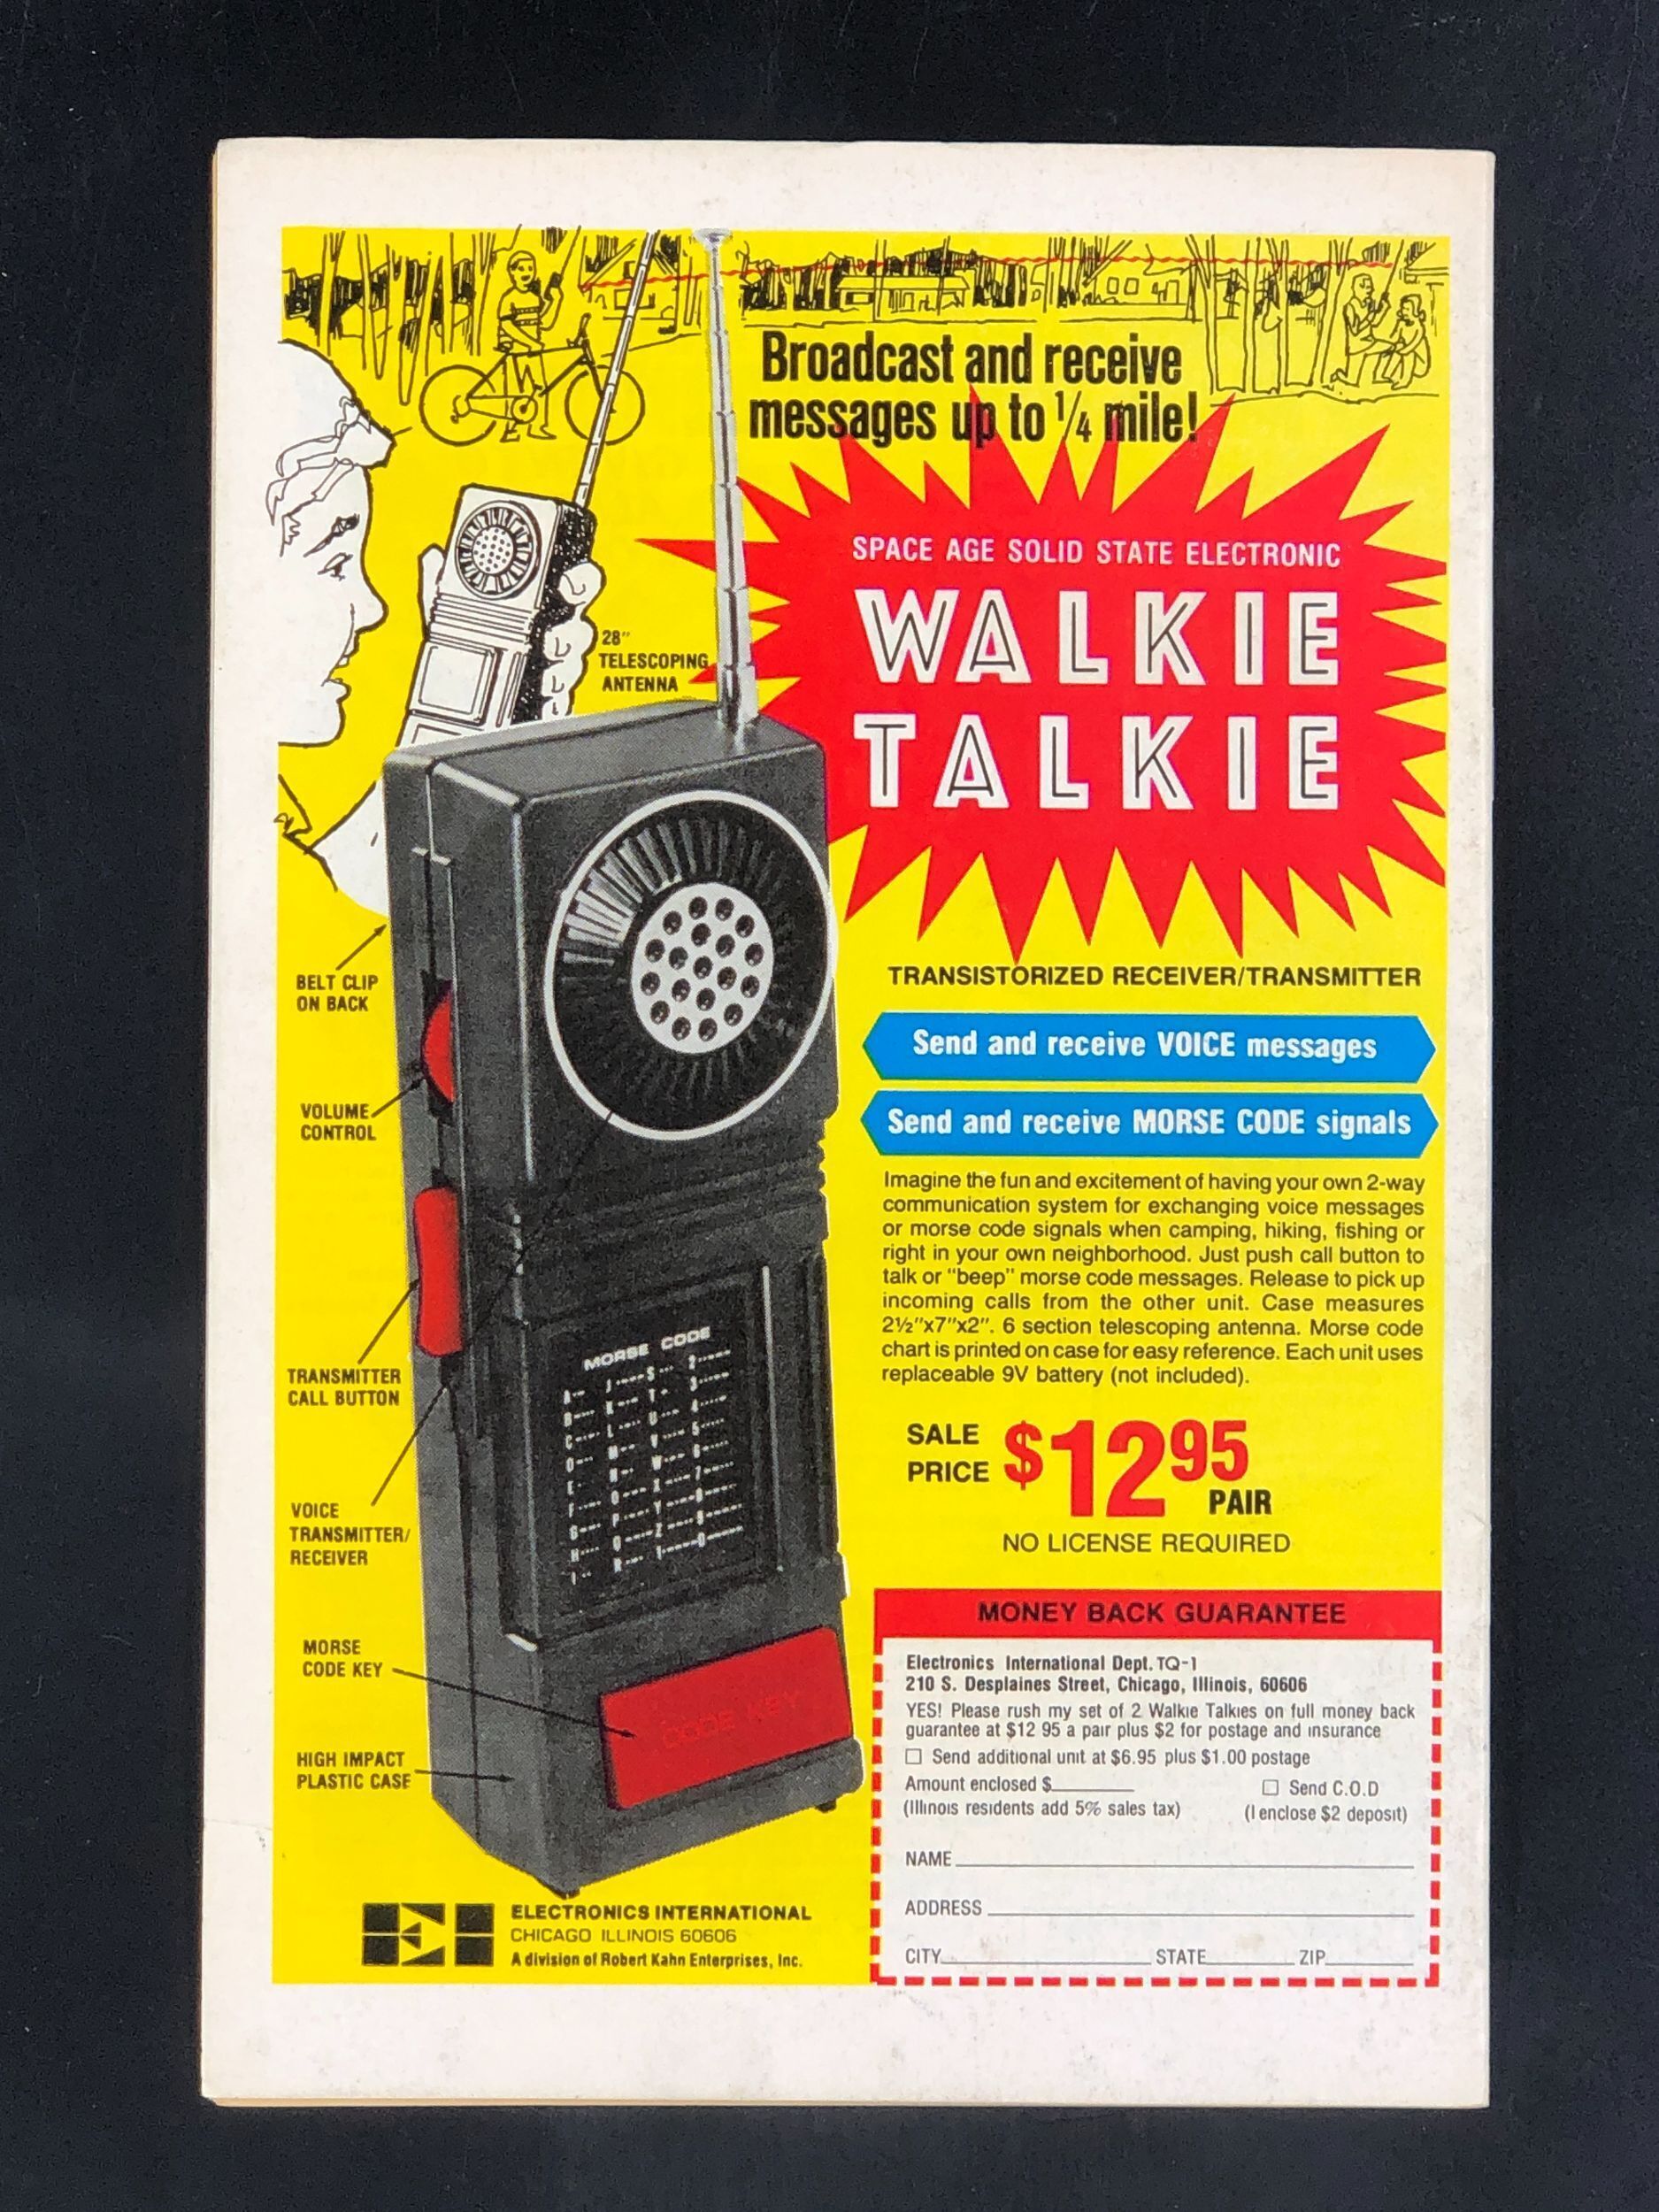 Broadcast and receive
messages up to 1/4 mile!
SPACE AGE SOLID STATE ELECTRONIC
WALKIE
TALKIE
28"
TELESCOPING
ANTENNA
BELT CLIP
ON BACK
VOLUME
CONTROL
TRANSMITTER
CALL BUTTON
VOICE
TRANSMITTER/
RECEIVER
MORSE
CODE KEY
HIGH IMPACT
PLASTIC CASE
MORSE CODE
CODE KEY
TRANSISTORIZED RECEIVER/TRANSMITTER
Send and receive VOICE messages
Send and receive MORSE CODE signals
Imagine the fun and excitement of having your own 2-way
communication system for exchanging voice messages
or morse code signals when camping, hiking, fishing or
right in your own neighborhood. Just push call button to
talk or "beep" morse code messages. Release to pick up
incoming calls from the other unit. Case measures
2½"x7"x2". 6 section telescoping antenna. Morse code
chart is printed on case for easy reference. Each unit uses
replaceable 9V battery (not included).
SALE
PRICE $12 95
PAIR
NO LICENSE REQUIRED
MONEY BACK GUARANTEE
Electronics International Dept. TQ-1
210 S. Desplaines Street, Chicago, Illinois, 60606
YES! Please rush my set of 2 Walkie Talkies on full money back
guarantee at $12 95 a pair plus $2 for postage and insurance
☐ Send additional unit at $6.95 plus $1.00 postage
Amount enclosed $________ ☐ Send C.O.D
(Illinois residents add 5% sales tax) (I enclose $2 deposit)
NAME
ADDRESS
CITY STATE ZIP
EI ELECTRONICS INTERNATIONAL
CHICAGO ILLINOIS 60606
A division of Robert Kahn Enterprises, Inc.